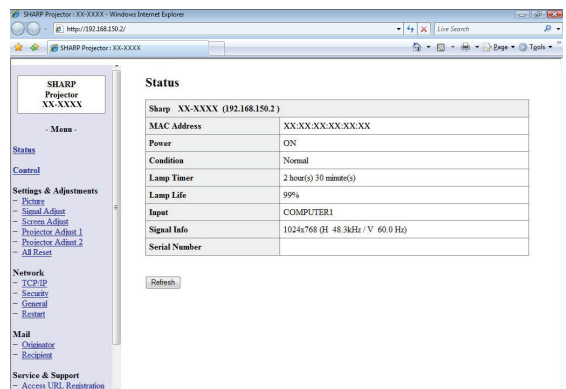 SHARP Projector : XX-XXXX - Windows Internet Explorer
http://192.168.150.2/
Live Search
SHARP Projector : XX-XXXX
Page
Tools
SHARP
Projector
XX-XXXX
- Menu -
Status
Control
Settings & Adjustments
- Picture
- Signal Adjust
- Screen Adjust
- Projector Adjust 1
- Projector Adjust 2
- All Reset
Network
- TCP/IP
- Security
- General
- Restart
Mail
- Originator
- Recipient
Service & Support
- Access URL Registration
Status
Sharp XX-XXXX (192.168.150.2 )
MAC Address XX:XX:XX:XX:XX:XX
Power ON
Condition Normal
Lamp Timer 2 hour(s) 30 minute(s)
Lamp Life 99%
Input COMPUTER1
Signal Info 1024x768 (H 48.3kHz / V 60.0 Hz)
Serial Number
Refresh